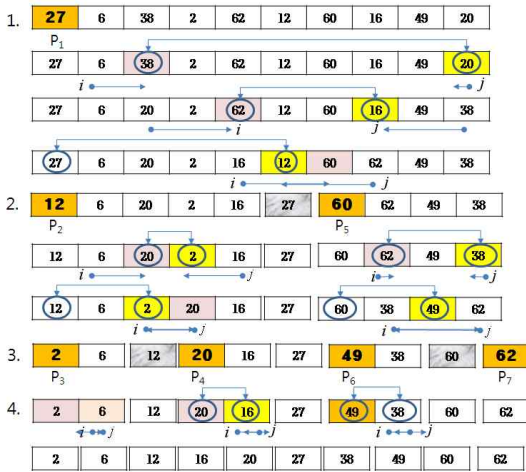 1. 27 6 38 2 62 12 60 16 49 20
P1
27 6 38 2 62 12 60 16 49 20
i j
27 6 20 2 62 12 60 16 49 38
i j
27 6 20 2 16 12 60 62 49 38
i j
2. 12 6 20 2 16 27 60 62 49 38
P2 P5
12 6 20 2 16 27 60 62 49 38
i j i j
12 6 2 20 16 27 60 38 49 62
i j i j
3. 2 6 12 20 16 27 49 38 60 62
P3 P4 P6 P7
4. 2 6 12 20 16 27 49 38 60 62
i j i j i j
2 6 12 16 20 27 38 49 60 62